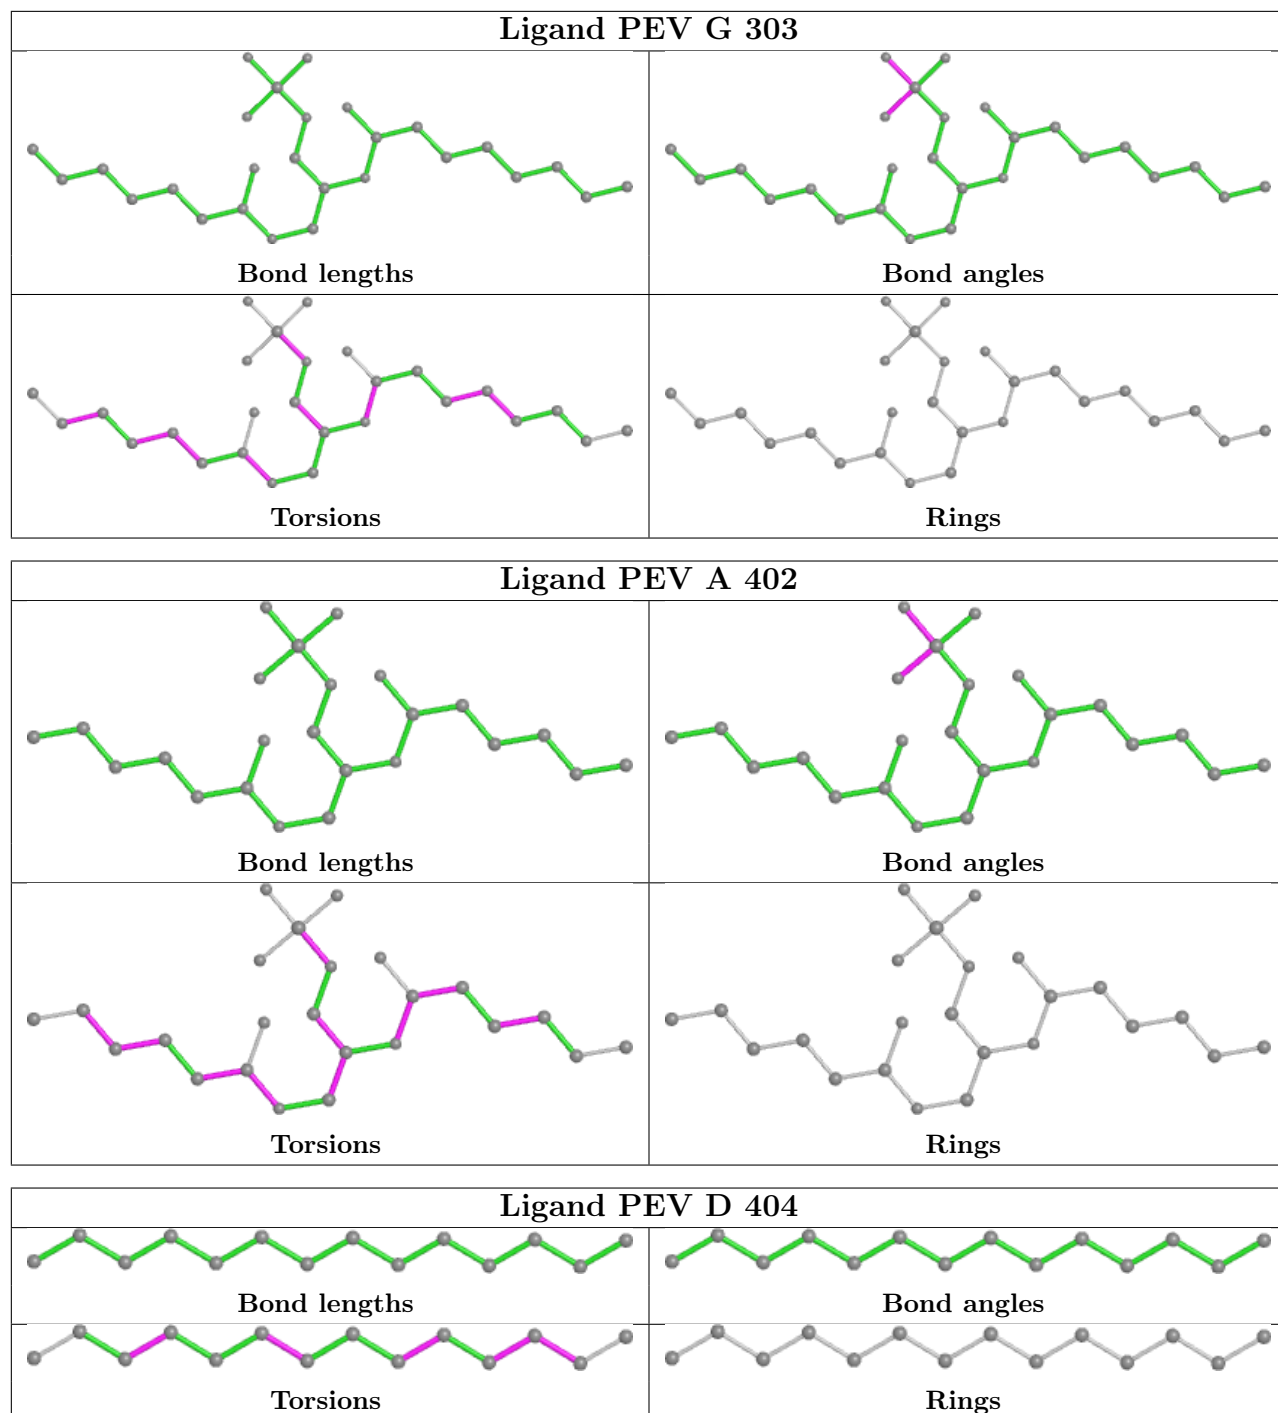 Ligand PEV G 303
Bond lengths
Bond angles
Torsions
Rings
Ligand PEV A 402
Bond lengths
Bond angles
Torsions
Rings
Ligand PEV D 404
Bond lengths
Bond angles
Torsions
Rings